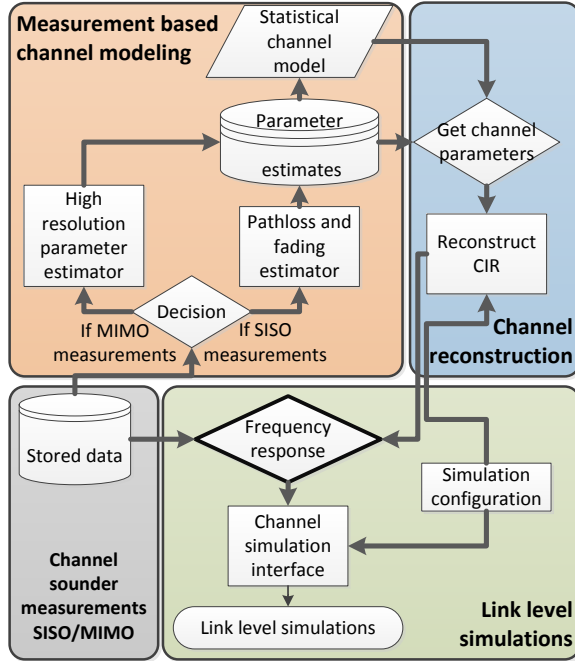 Measurement based
channel modeling
Statistical
channel
model
Parameter
estimates
Get channel
parameters
High
resolution
parameter
estimator
Pathloss and
fading
estimator
Reconstruct
CIR
Decision
If MIMO
measurements
If SISO
measurements
Channel
reconstruction
Stored data
Frequency
response
Simulation
configuration
Channel
simulation
interface
Channel
sounder
measurements
SISO/MIMO
Link level simulations
Link level
simulations